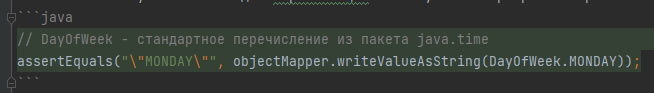 ```java
// DayOfWeek - стандартное перечисление из пакета java.time
assertEquals("\"MONDAY\"", objectMapper.writeValueAsString(DayOfWeek.MONDAY));
```